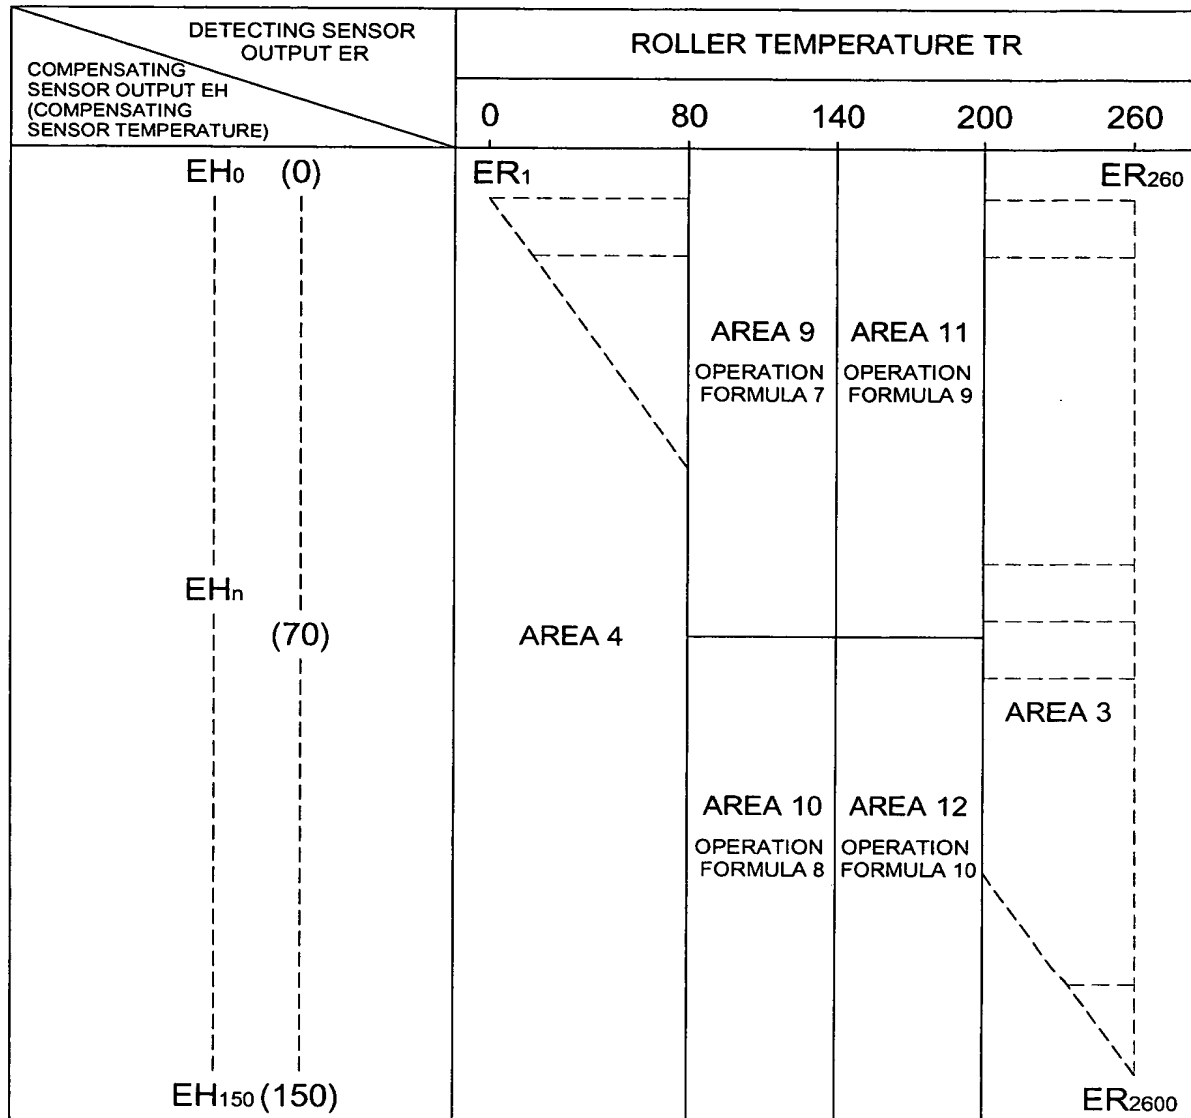 DETECTING SENSOR
OUTPUT ER
COMPENSATING
SENSOR OUTPUT EH
(COMPENSATING
SENSOR TEMPERATURE)
ROLLER TEMPERATURE TR
0 80 140 200 260
EH0 (0) ER1 ER260
AREA 9 AREA 11
OPERATION OPERATION
FORMULA 7 FORMULA 9
EHn
(70) AREA 4
AREA 3
AREA 10 AREA 12
OPERATION OPERATION
FORMULA 8 FORMULA 10
EH150 (150) ER2600